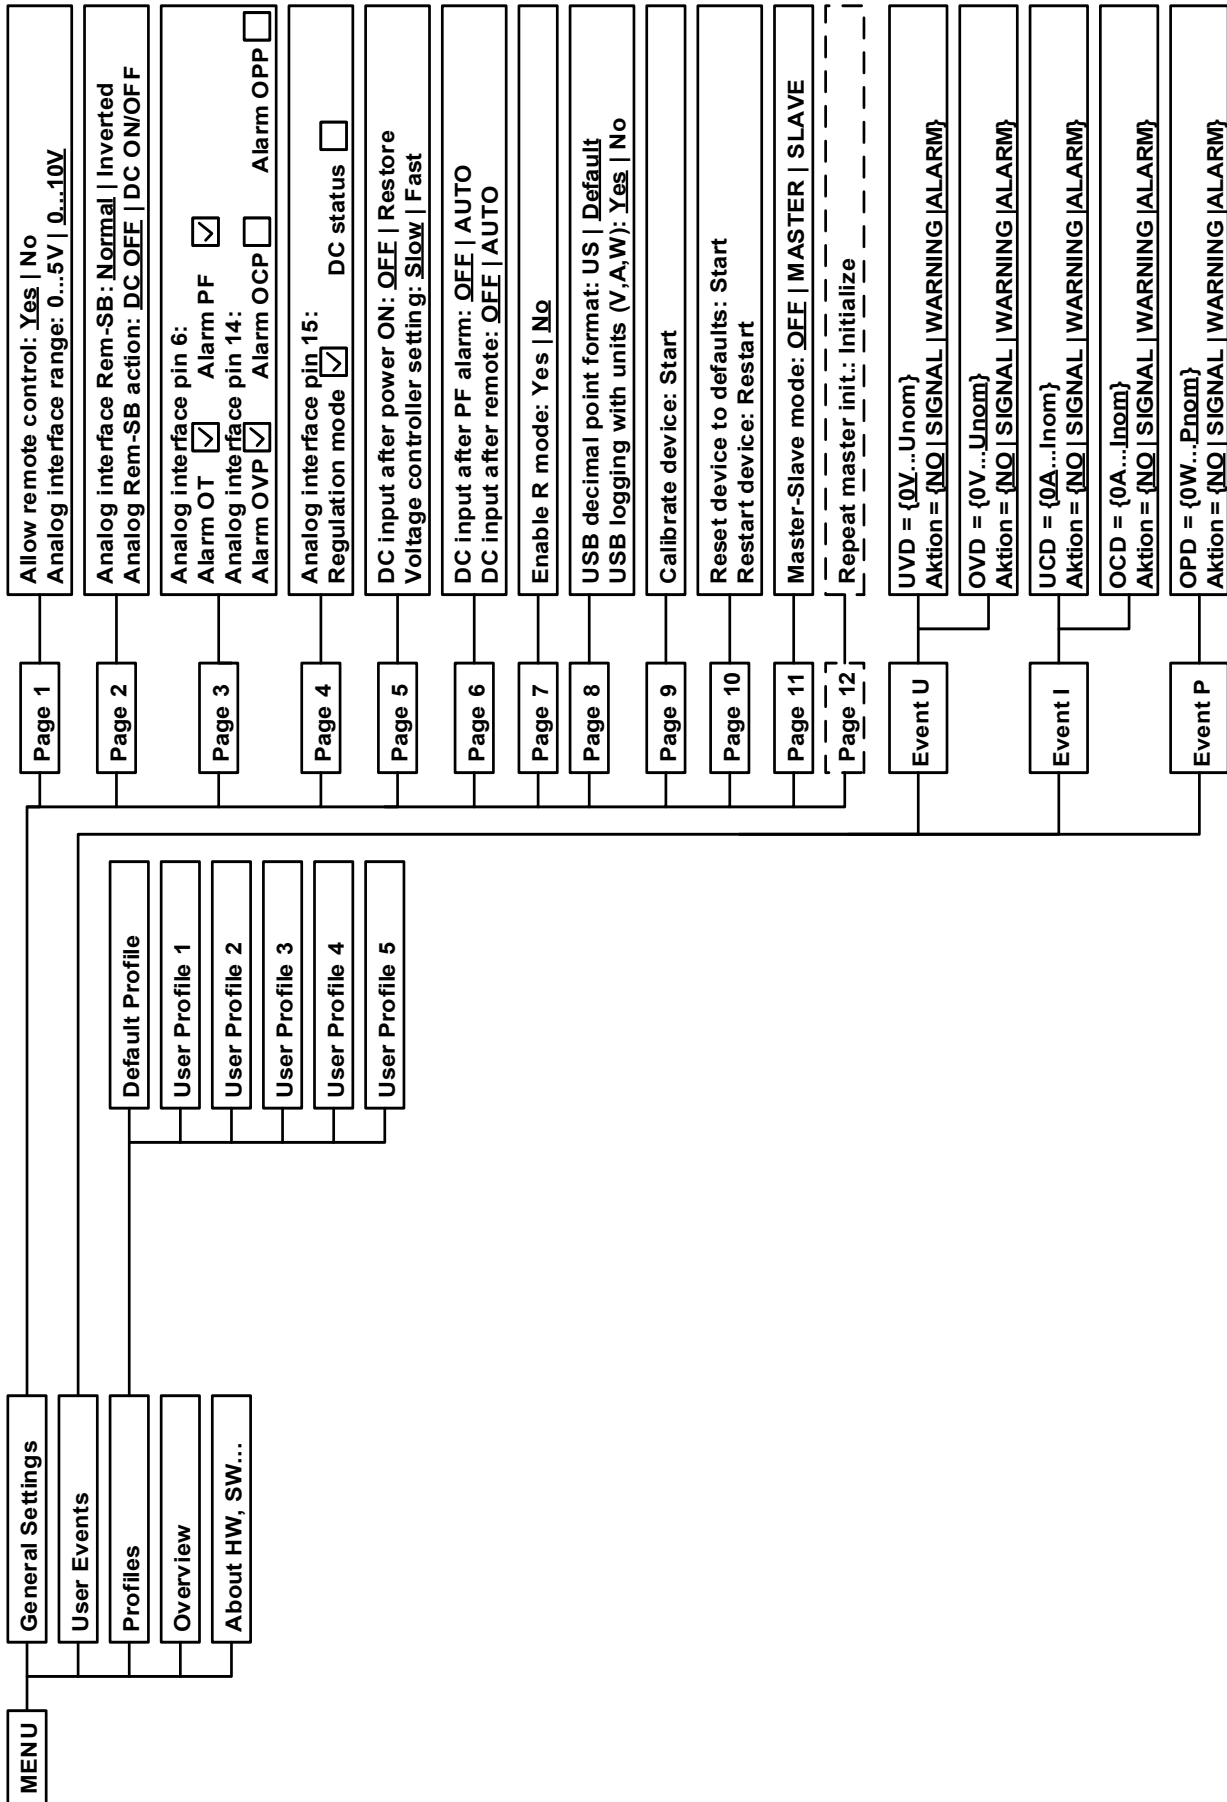 MENU
General Settings
User Events
Profiles
Overview
About HW, SW...
Default Profile
User Profile 1
User Profile 2
User Profile 3
User Profile 4
User Profile 5
Page 1
Allow remote control: Yes | No
Analog interface range: 0...5V | 0...10V
Page 2
Analog interface Rem-SB: Normal | Inverted
Analog Rem-SB action: DC OFF | DC ON/OFF
Page 3
Analog interface pin 6:
Alarm OT Alarm PF
Analog interface pin 14:
Alarm OVP Alarm OCP Alarm OPP
Page 4
Analog interface pin 15:
Regulation mode DC status
Page 5
DC input after power ON: OFF | Restore
Voltage controller setting: Slow | Fast
Page 6
DC input after PF alarm: OFF | AUTO
DC input after remote: OFF | AUTO
Page 7
Enable R mode: Yes | No
Page 8
USB decimal point format: US | Default
USB logging with units (V,A,W): Yes | No
Page 9
Calibrate device: Start
Page 10
Reset device to defaults: Start
Restart device: Restart
Page 11
Master-Slave mode: OFF | MASTER | SLAVE
Page 12
Repeat master init.: Initialize
Event U
UVD = {0V...Unom}
Aktion = {NO | SIGNAL | WARNING |ALARM}
OVD = {0V...Unom}
Aktion = {NO | SIGNAL | WARNING |ALARM}
Event I
UCD = {0A...Inom}
Aktion = {NO | SIGNAL | WARNING |ALARM}
OCD = {0A...Inom}
Aktion = {NO | SIGNAL | WARNING |ALARM}
Event P
OPD = {0W...Pnom}
Aktion = {NO | SIGNAL | WARNING |ALARM}